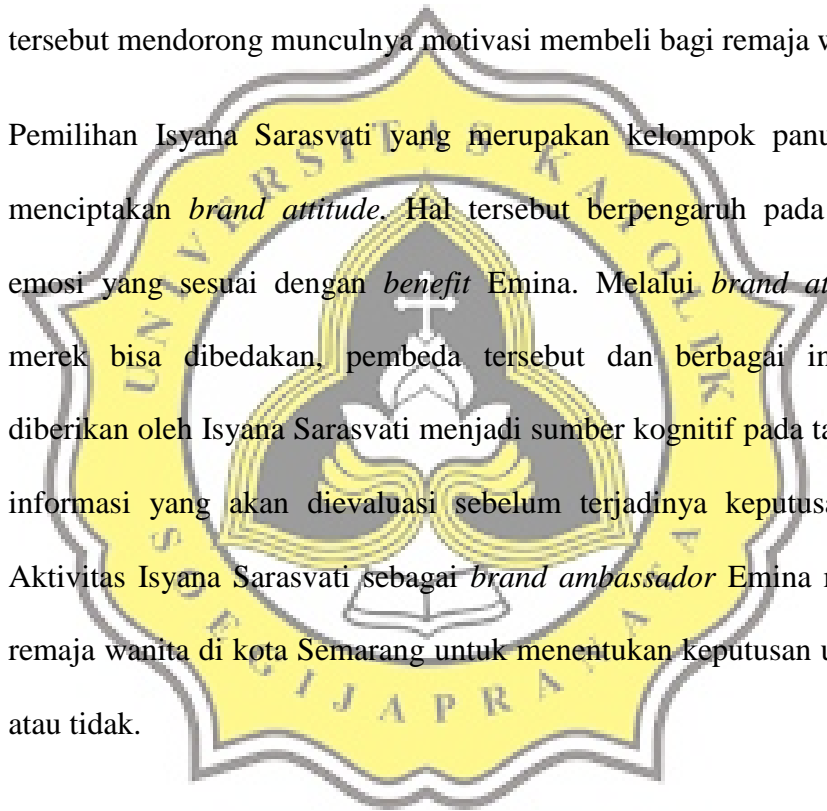 tersebut mendorong munculnya motivasi membeli bagi remaja w
Pemilihan Isyana Sarasvati yang merupakan kelompok panu
menciptakan brand attitude. Hal tersebut berpengaruh pada
emosi yang sesuai dengan benefit Emina. Melalui brand at
merek bisa dibedakan, pembeda tersebut dan berbagai in
diberikan oleh Isyana Sarasvati menjadi sumber kognitif pada ta
informasi yang akan dievaluasi sebelum terjadinya keputusa
Aktivitas Isyana Sarasvati sebagai brand ambassador Emina
remaja wanita di kota Semarang untuk menentukan keputusan u
atau tidak.
UNIVERSITAS KATOLIK
SOEGIJAPRANATA